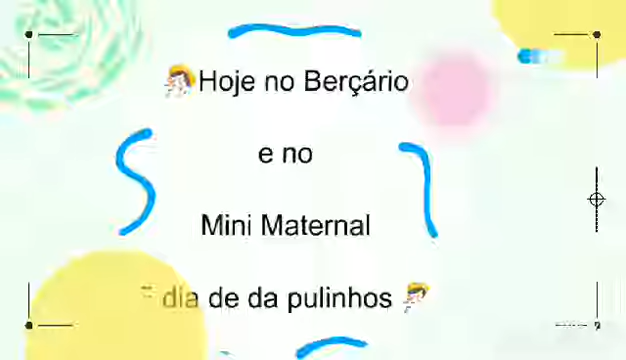 Hoje no Berçário
e no
Mini Maternal
dia de da pulinhos